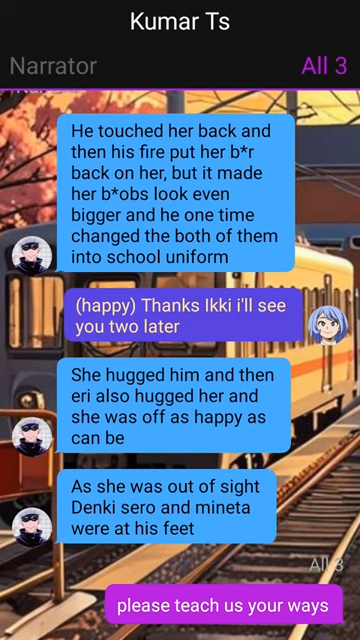 Kumar Ts
Narrator
All 3
He touched her back and
then his fire put her b*r
back on her, but it made
her b*obs look even
bigger and he one time
changed the both of them
into school uniform
(happy) Thanks Ikki i'll see
you two later
She hugged him and then
eri also hugged her and
she was off as happy as
can be
As she was out of sight
Denki sero and mineta
were at his feet
All 3
please teach us your ways